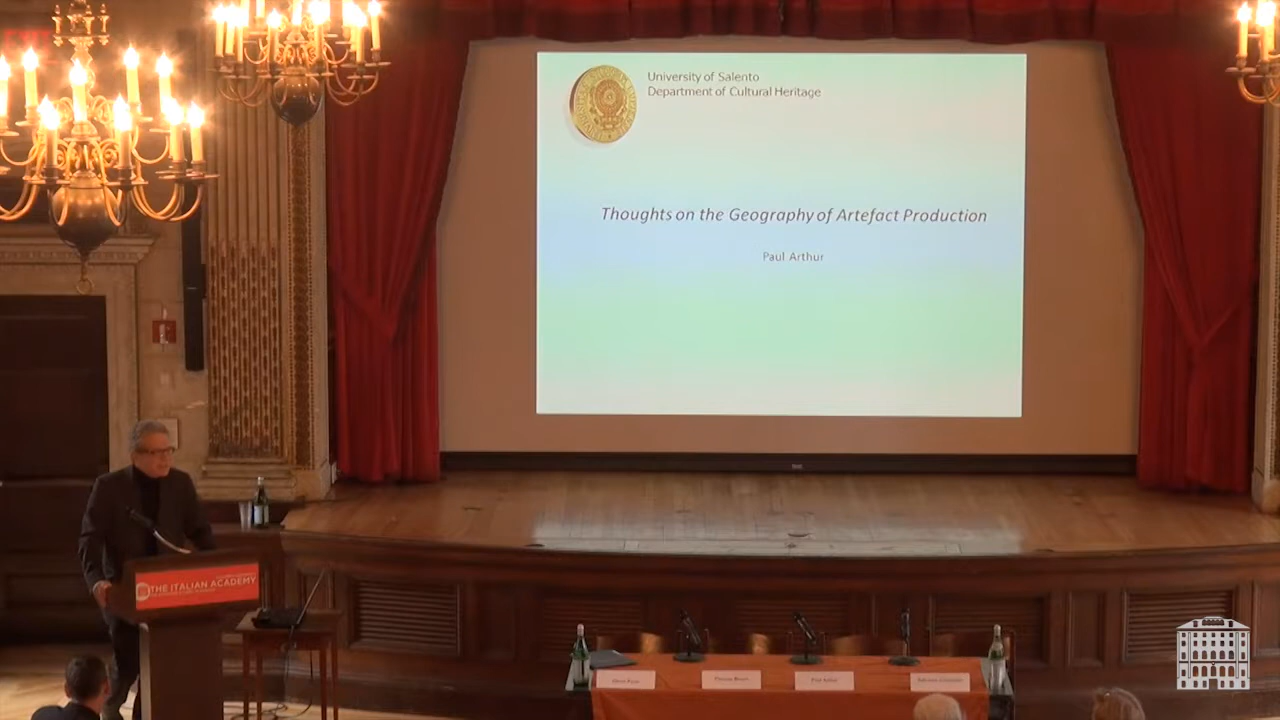 University of Salento
Department of Cultural Heritage
Thoughts on the Geography of Artefact Production
Paul Arthur
THE ITALIAN ACADEMY